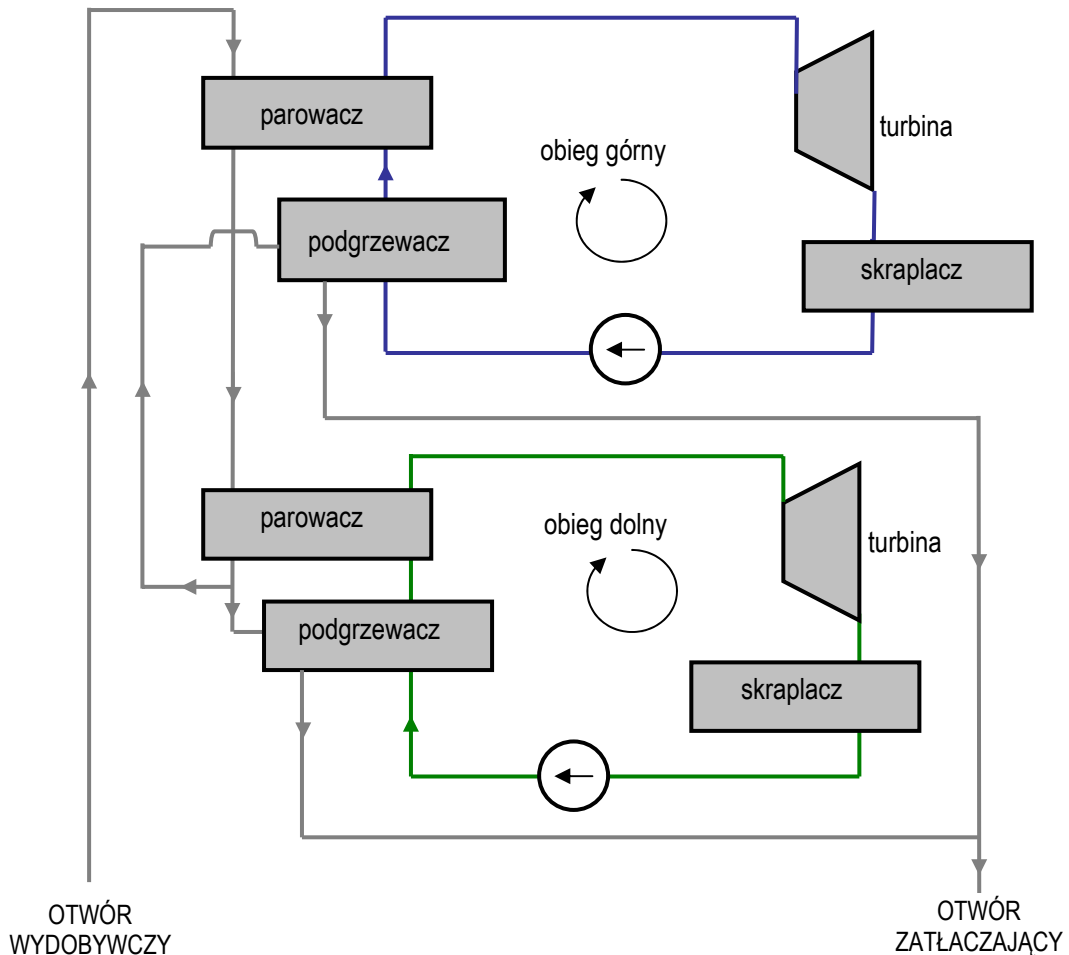 parowacz
turbina
obieg górny
podgrzewacz
skraplacz
parowacz
obieg dolny
turbina
podgrzewacz
skraplacz
OTWÓR
WYDOBYWCZY
OTWÓR
ZATŁACZAJĄCY